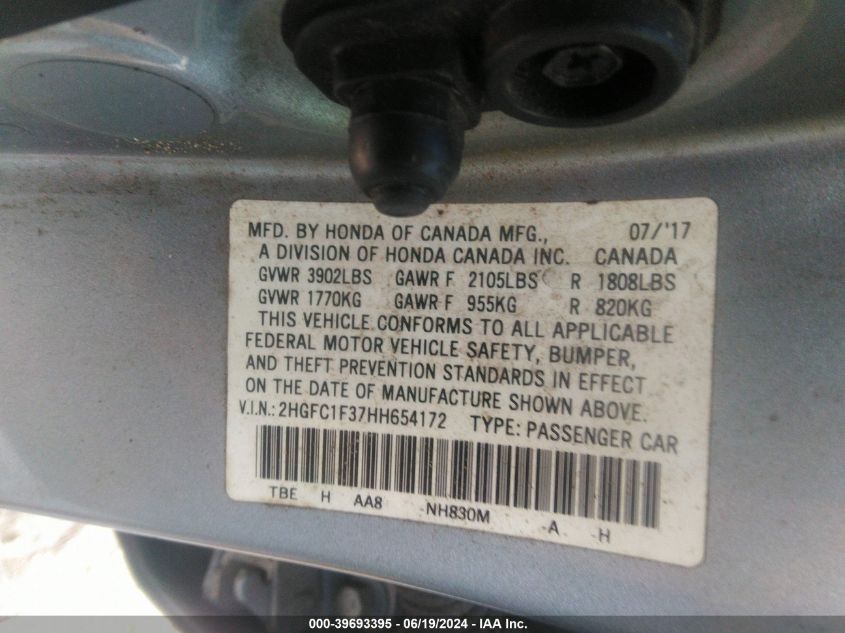 MFD. BY HONDA OF CANADA MFG., 07/'17
A DIVISION OF HONDA CANADA INC. CANADA
GVWR 3902LBS GAWR F 2105LBS R 1808LBS
GVWR 1770KG GAWR F 955KG R 820KG
THIS VEHICLE CONFORMS TO ALL APPLICABLE
FEDERAL MOTOR VEHICLE SAFETY, BUMPER,
AND THEFT PREVENTION STANDARDS IN EFFECT
ON THE DATE OF MANUFACTURE SHOWN ABOVE.
V.I.N.: 2HGFC1F37HH654172 TYPE: PASSENGER CAR
TBE H AA8 -NH830M -A -H
000-39693395 - 06/19/2024 - IAA Inc.